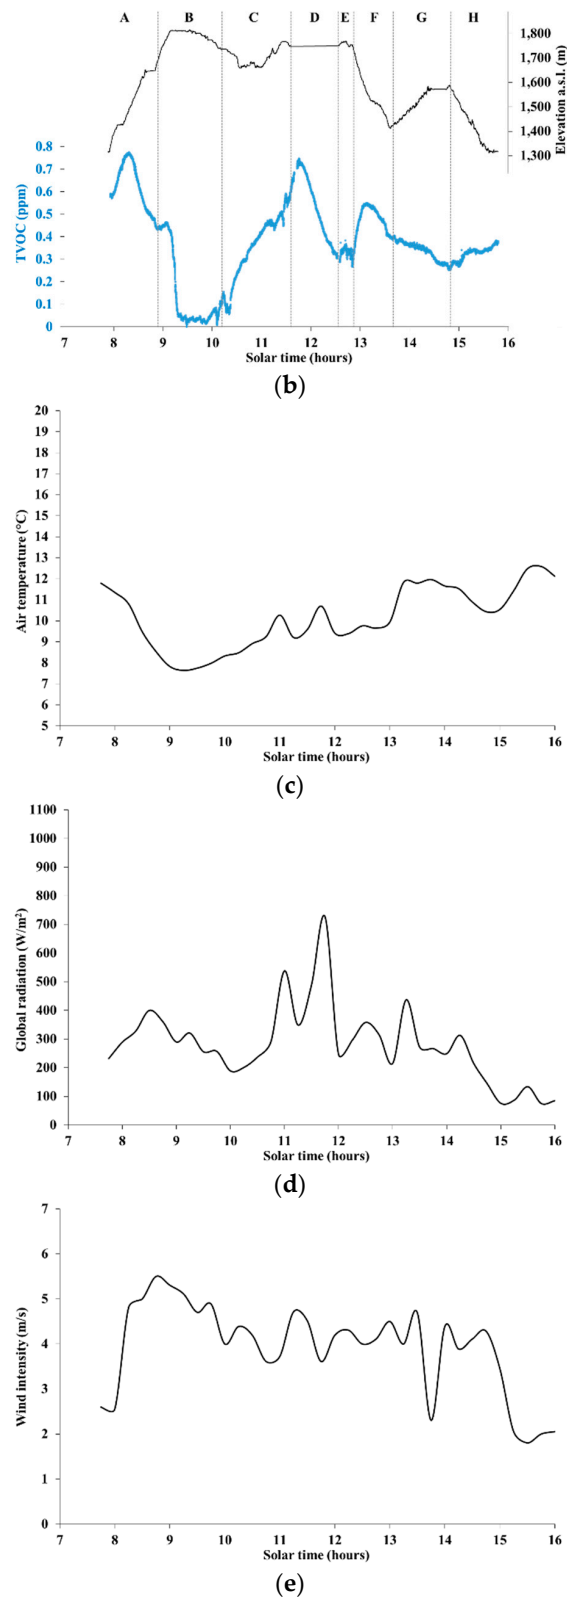 A B C D E F G H
1,800
1,700
1,600
1,500
1,400
1,300
Elevation a.s.l. (m)
0.8
0.7
0.6
0.5
0.4
0.3
0.2
0.1
0
TVOC (ppm)
7 8 9 10 11 12 13 14 15 16
Solar time (hours)
(b)
20
19
18
17
16
15
14
13
12
11
10
9
8
7
6
5
Air temperature (°C)
7 8 9 10 11 12 13 14 15 16
Solar time (hours)
(c)
1100
1000
900
800
700
600
500
400
300
200
100
0
Global radiation (W/m²)
7 8 9 10 11 12 13 14 15 16
Solar time (hours)
(d)
7
6
5
4
3
2
1
0
Wind intensity (m/s)
7 8 9 10 11 12 13 14 15 16
Solar time (hours)
(e)